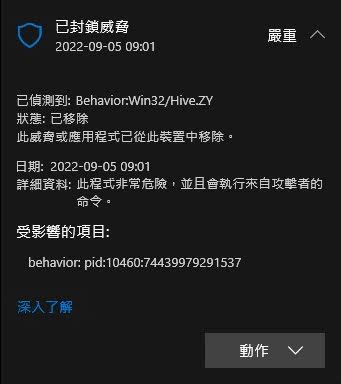 已封鎖威脅
嚴重
2022-09-05 09:01
已偵測到: Behavior:Win32/Hive.ZY
狀態: 已移除
此威脅或應用程式已從此裝置中移除。
日期: 2022-09-05 09:01
詳細資料: 此程式非常危險，並且會執行來自攻擊者的
命令。
受影響的項目:
behavior: pid:10460:74439979291537
深入了解
動作